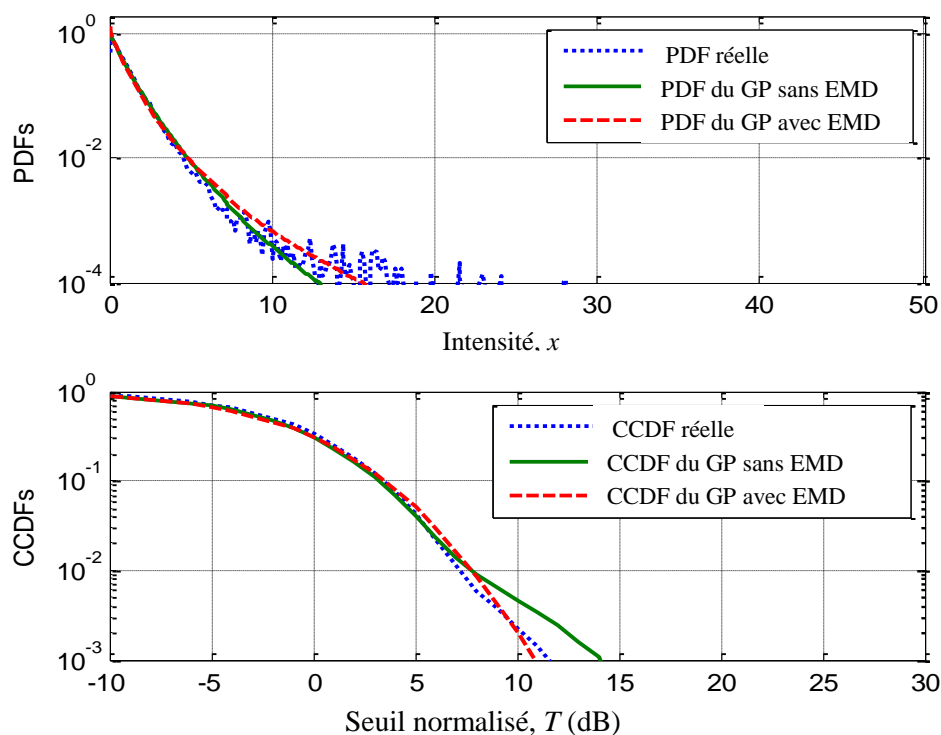 10^0
PDF réelle
PDF du GP sans EMD
PDF du GP avec EMD
10^-2
PDFs
10^-4
0 10 20 30 40 50
Intensité, x
10^0
CCDF réelle
CCDF du GP sans EMD
CCDF du GP avec EMD
10^-1
CCDFs
10^-2
10^-3
-10 -5 0 5 10 15 20 25 30
Seuil normalisé, T (dB)